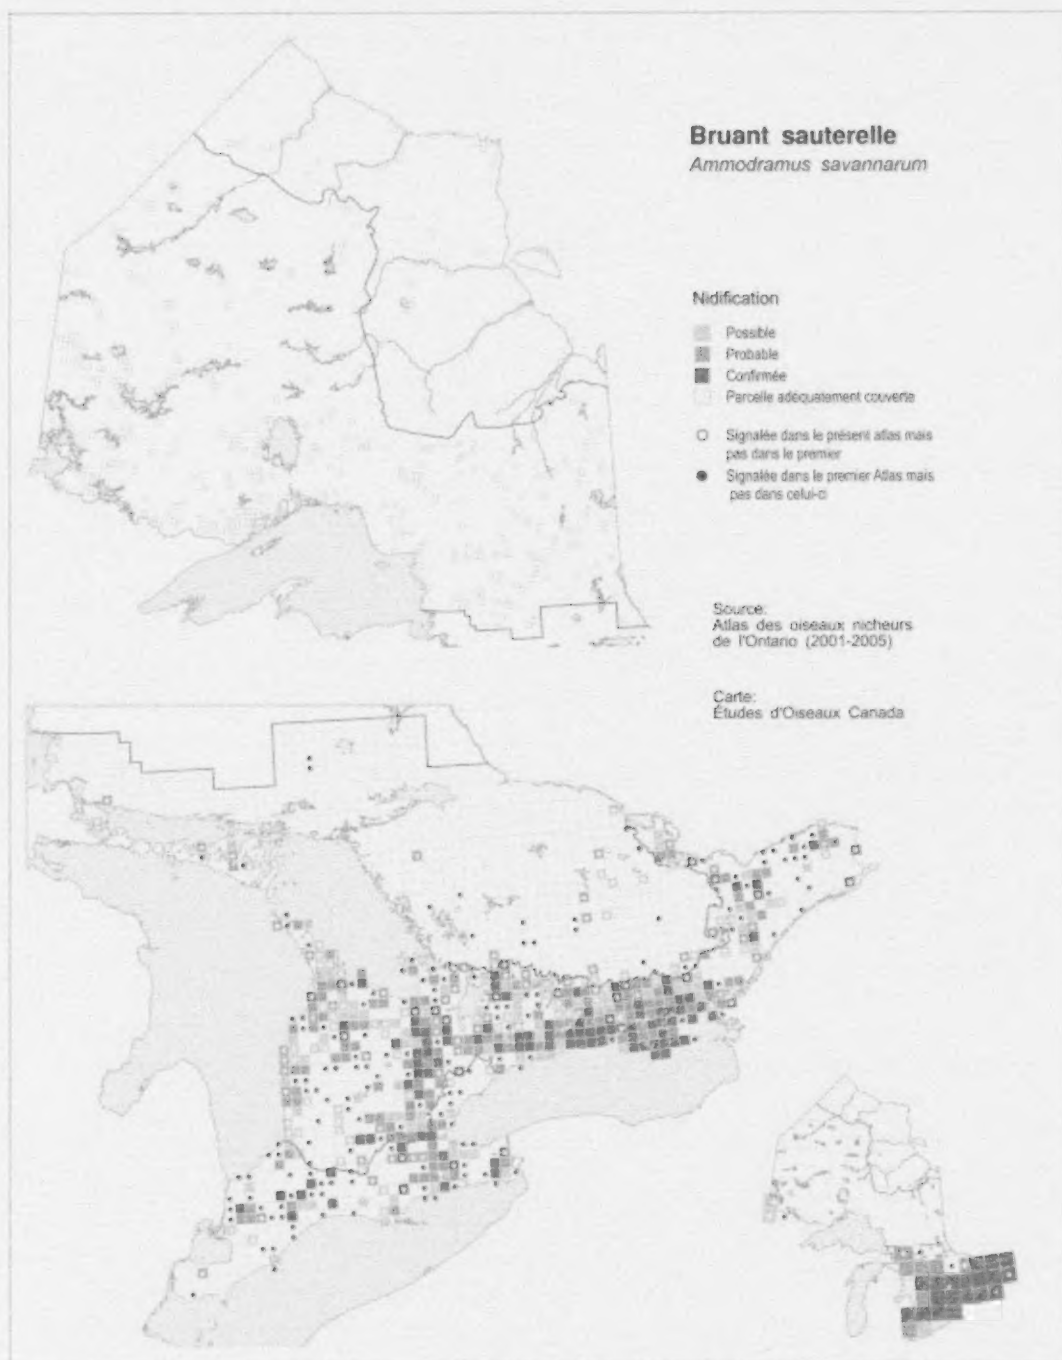 Bruant sauterelle
Ammodramus savannarum
Nidification
Possible
Probable
Confirmée
Parcelle adéquatement couverte
Signalée dans le présent atlas mais
pas dans le premier
Signalée dans le premier Atlas mais
pas dans celui-ci
Source:
Atlas des oiseaux nicheurs
de l'Ontario (2001-2005)
Carte:
Études d'Oiseaux Canada